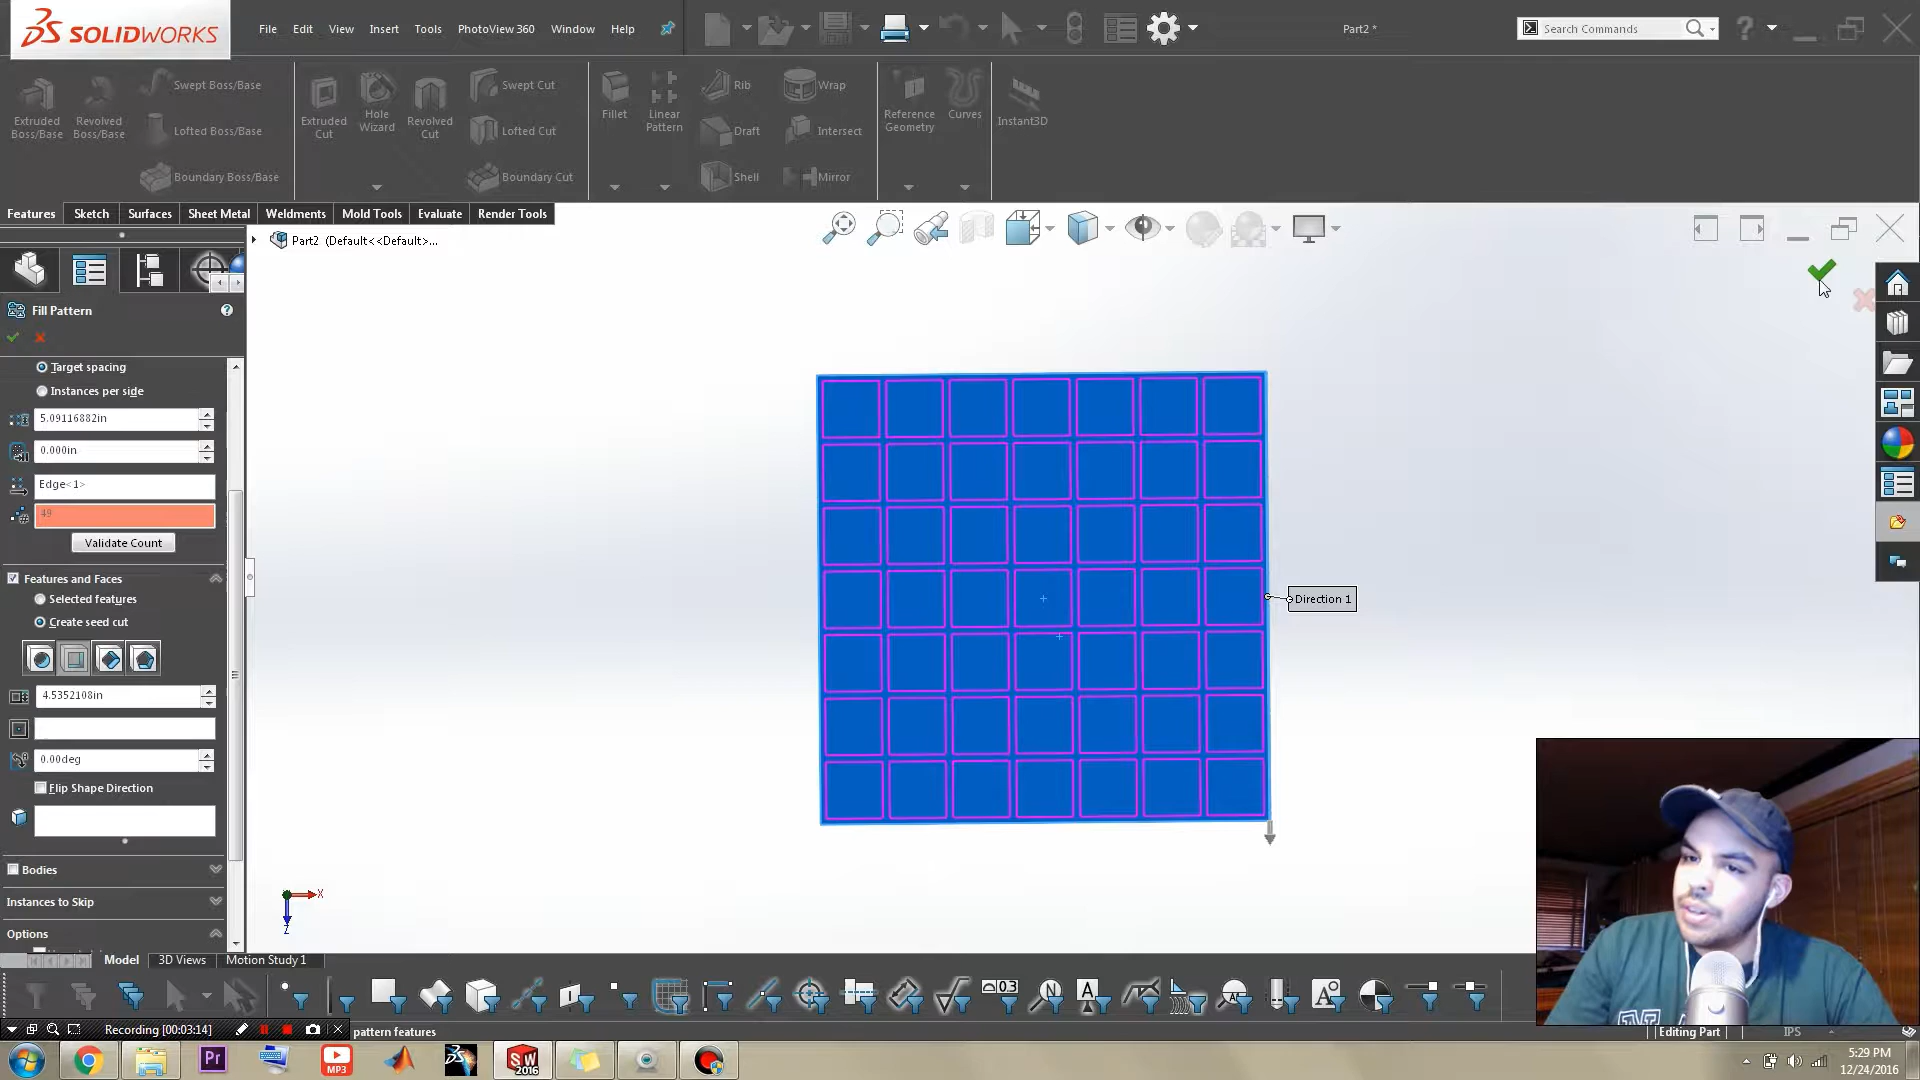 SOLIDWORKS
File Edit View Insert Tools PhotoView 360 Window Help
Part2 *
Search Commands
?
Extruded Boss/Base
Revolved Boss/Base
Swept Boss/Base
Lofted Boss/Base
Boundary Boss/Base
Extruded Cut
Hole Wizard
Revolved Cut
Swept Cut
Lofted Cut
Boundary Cut
Fillet
Linear Pattern
Rib
Draft
Shell
Wrap
Intersect
Mirror
Reference Geometry
Curves
Instant3D
Features Sketch Surfaces Sheet Metal Weldments Mold Tools Evaluate Render Tools
Part2 (Default<<Default>...
Fill Pattern
?
Target spacing
Instances per side
5.09116882in
0.000in
Edge<1>
49
Validate Count
Features and Faces
Selected features
Create seed cut
4.5352108in
0.00deg
Flip Shape Direction
Bodies
Instances to Skip
Options
Direction 1
X
Z
Model 3D Views Motion Study 1
Recording [00:03:14]
pattern features
Editing Part
IPS
Pr
MP3
SW
2016
5:29 PM
12/24/2016